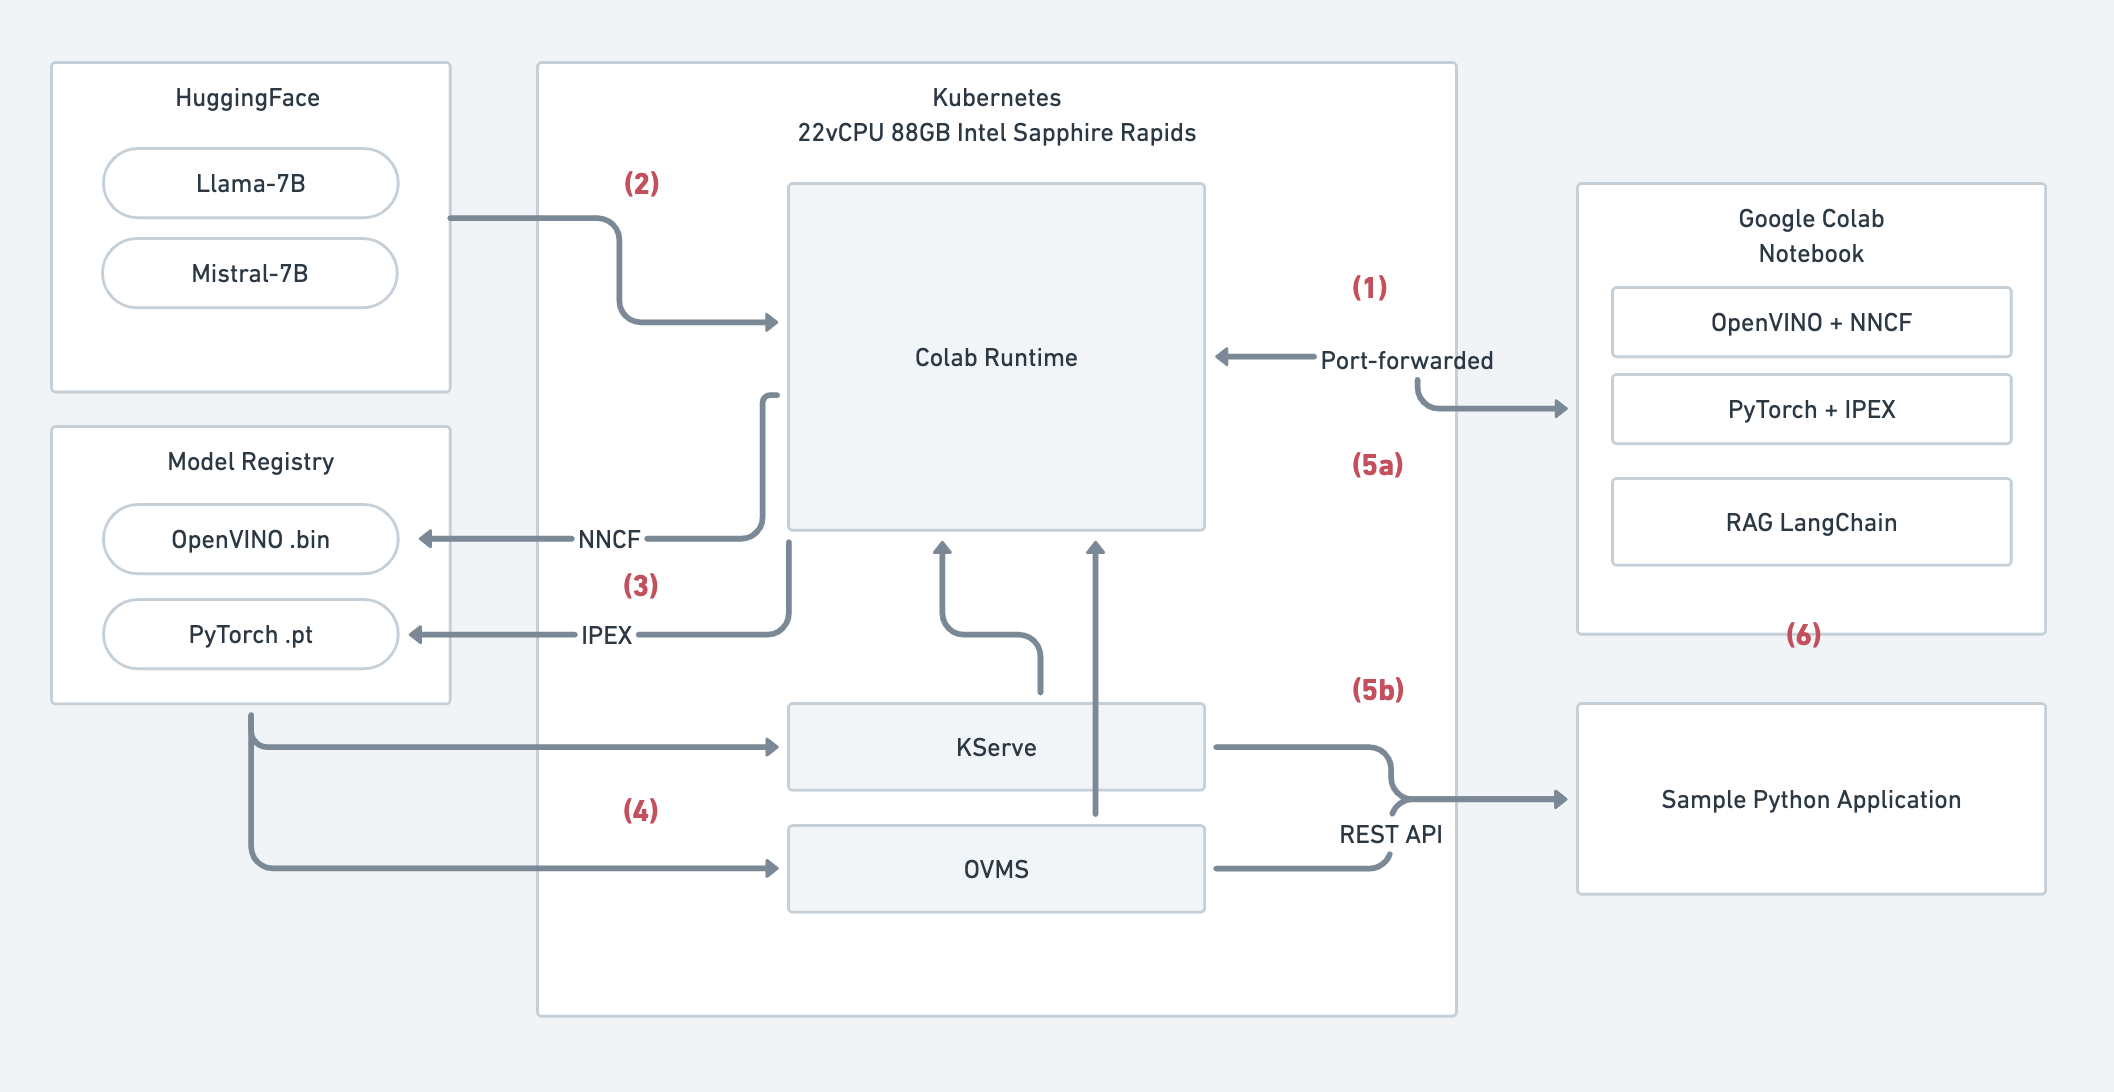 HuggingFace
Llama-7B
Mistral-7B
Model Registry
OpenVINO .bin
PyTorch .pt
Kubernetes
22vCPU 88GB Intel Sapphire Rapids
(2)
Colab Runtime
(1)
Port-forwarded
(5a)
NNCF
(3)
IPEX
(5b)
KServe
(4)
REST API
OVMS
Google Colab
Notebook
OpenVINO + NNCF
PyTorch + IPEX
RAG LangChain
(6)
Sample Python Application